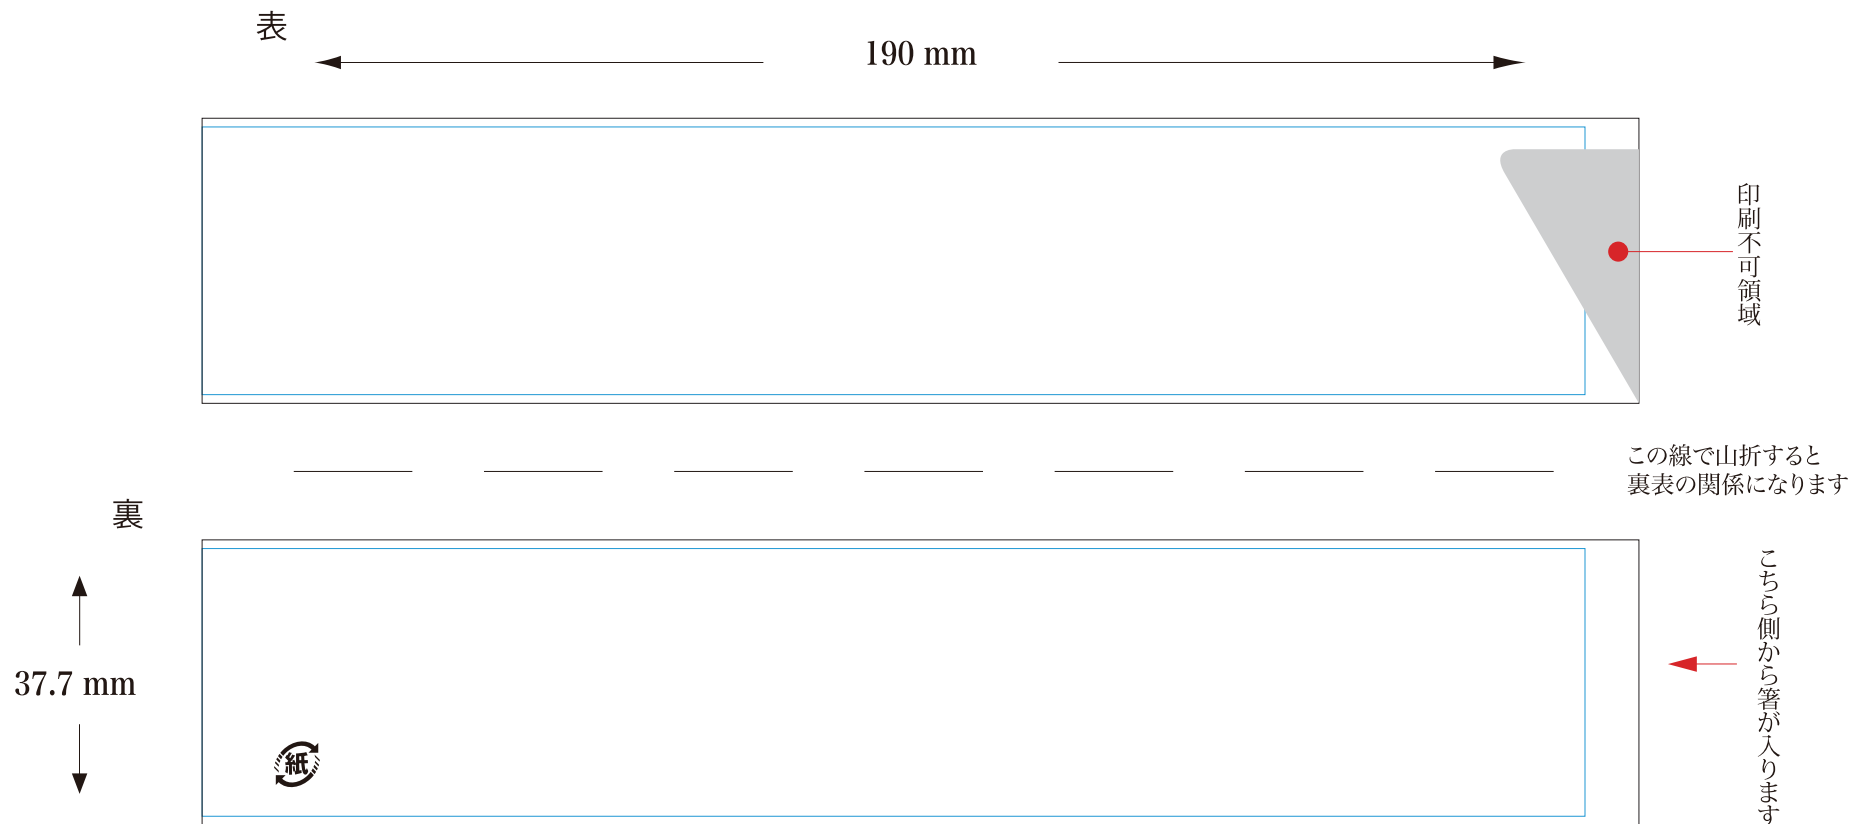 表
190 mm
印刷不可領域
この線で山折すると
裏表の関係になります
裏
37.7 mm
こちら側から箸が入ります
紙